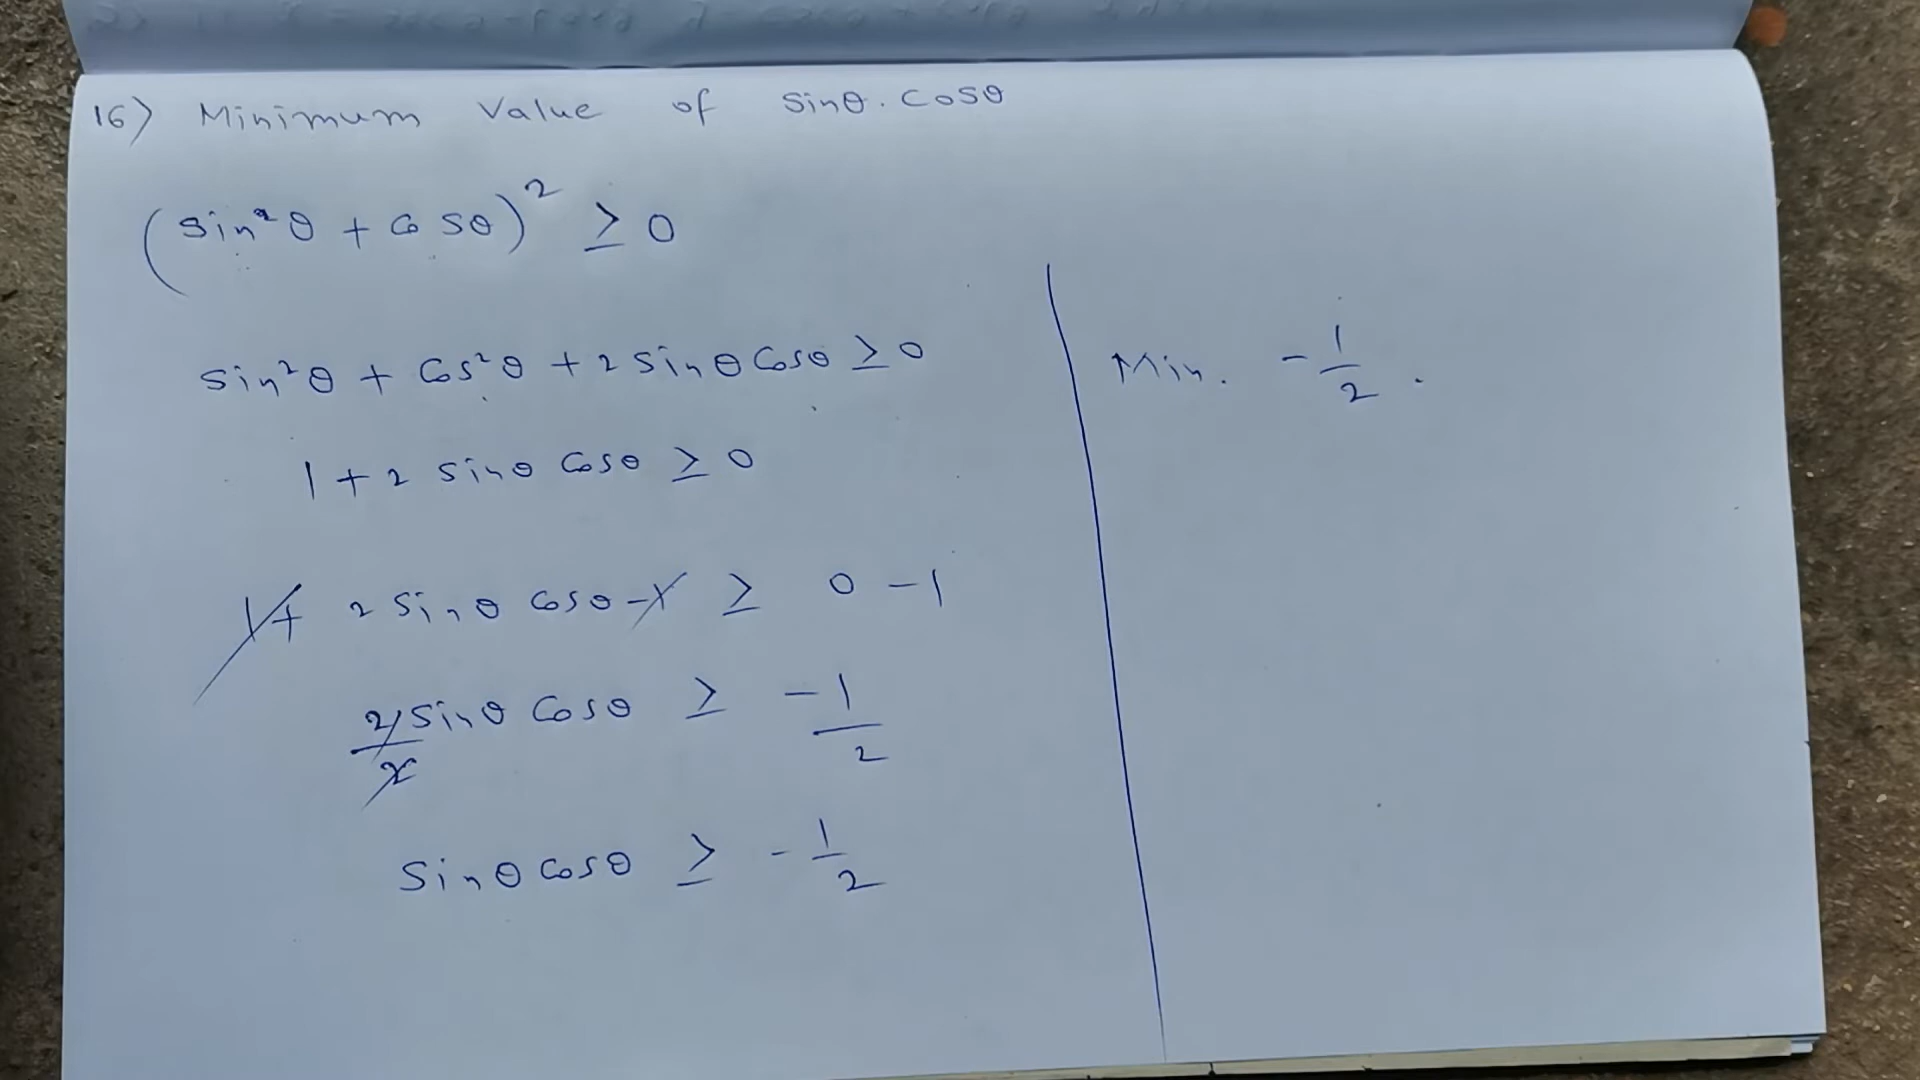 16) Minimum Value of sinθ. cosθ
(sin²θ + cosθ)² ≥ 0
sin²θ + cos²θ + 2 sinθ cosθ ≥ 0
1 + 2 sinθ cosθ ≥ 0
1 + 2 sinθ cosθ - 1 ≥ 0 - 1
2 sinθ cosθ / 2 ≥ -1/2
sinθ cosθ ≥ -1/2
Min. -1/2.